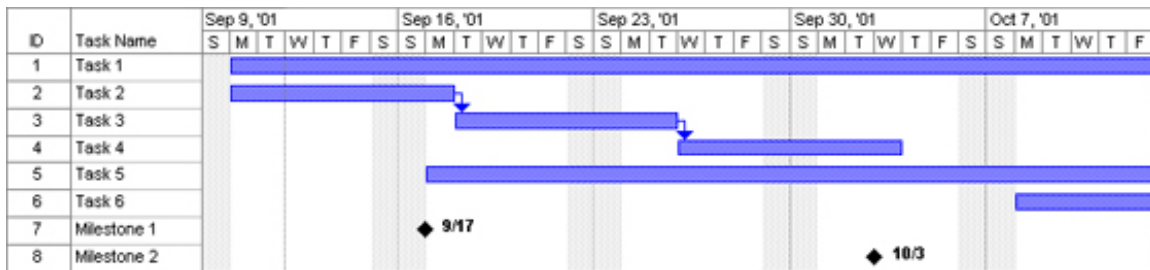 Sep 9, '01 Sep 16, '01 Sep 23, '01 Sep 30, '01 Oct 7, '01
ID Task Name S M T W T F S S M T W T F S S M T W T F S S M T W T F S S M T W T F
1 Task 1
2 Task 2
3 Task 3
4 Task 4
5 Task 5
6 Task 6
7 Milestone 1 9/17
8 Milestone 2 10/3